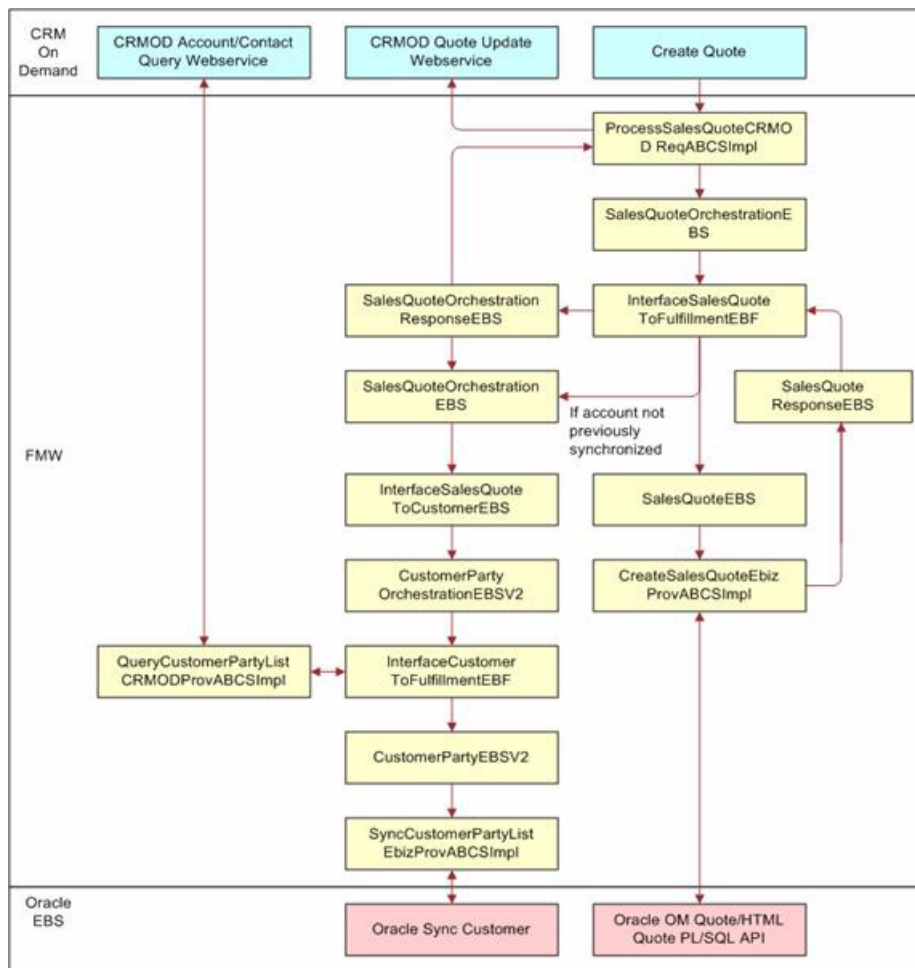 CRM
On
Demand
CRMOD Account/Contact
Query Webservice
CRMOD Quote Update
Webservice
Create Quote
ProcessSalesQuoteCRMO
D ReqABCSImpl
SalesQuoteOrchestrationE
BS
SalesQuoteOrchestration
ResponseEBS
InterfaceSalesQuote
ToFulfillmentEBF
SalesQuoteOrchestration
EBS
SalesQuote
ResponseEBS
If account not
previously
synchronized
FMW
InterfaceSalesQuote
ToCustomerEBS
SalesQuoteEBS
CustomerParty
OrchestrationEBSV2
CreateSalesQuoteEbiz
ProvABCSImpl
QueryCustomerPartyList
CRMODProvABCSImpl
InterfaceCustomer
ToFulfillmentEBF
CustomerPartyEBSV2
SyncCustomerPartyList
EbizProvABCSImpl
Oracle
EBS
Oracle Sync Customer
Oracle OM Quote/HTML
Quote PL/SQL API